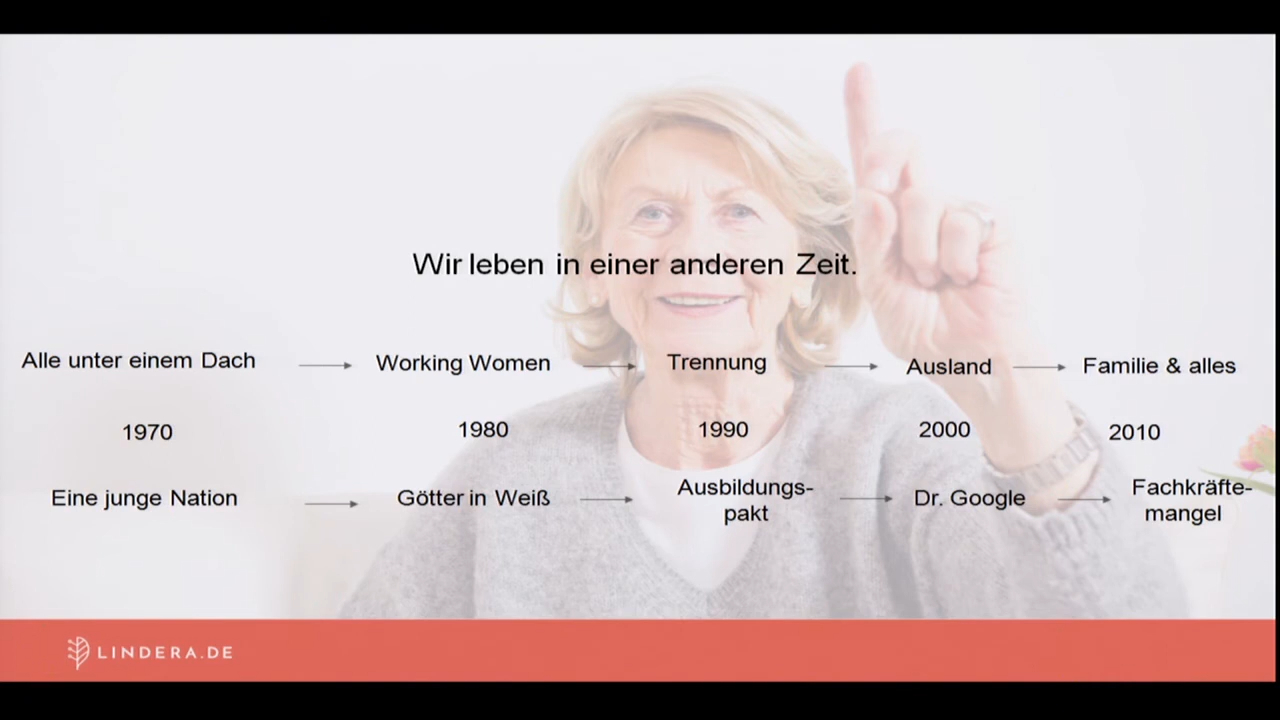 Wir leben in einer anderen Zeit.
Alle unter einem Dach
Working Women
Trennung
Ausland
Familie & alles
1970
1980
1990
2000
2010
Eine junge Nation
Götter in Weiß
Ausbildungs-
pakt
Dr. Google
Fachkräfte-
mangel
LINDERA.DE